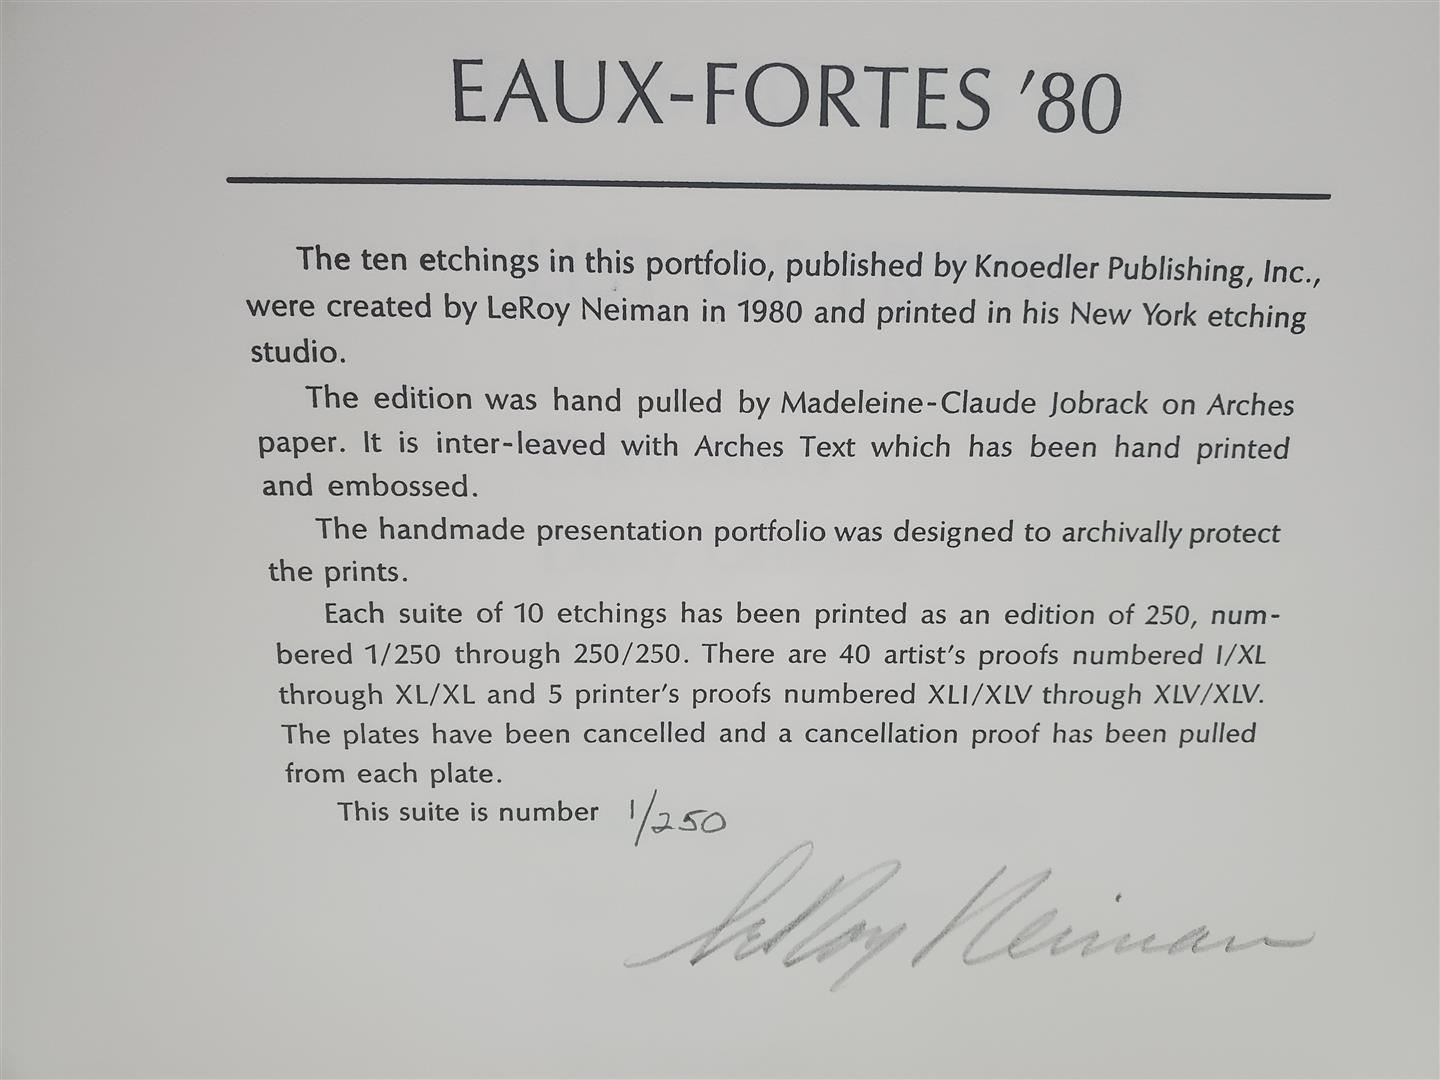 EAUX-FORTES '80
The ten etchings in this portfolio, published by Knoedler Publishing, Inc.,
were created by LeRoy Neiman in 1980 and printed in his New York etching
studio.
The edition was hand pulled by Madeleine-Claude Jobrack on Arches
paper. It is inter-leaved with Arches Text which has been hand printed
and embossed.
The handmade presentation portfolio was designed to archivally protect
the prints.
Each suite of 10 etchings has been printed as an edition of 250, num-
bered 1/250 through 250/250. There are 40 artist's proofs numbered I/XL
through XL/XL and 5 printer's proofs numbered XLI/XLV through XLV/XLV.
The plates have been cancelled and a cancellation proof has been pulled
from each plate.
This suite is number 1/250
LeRoy Neiman